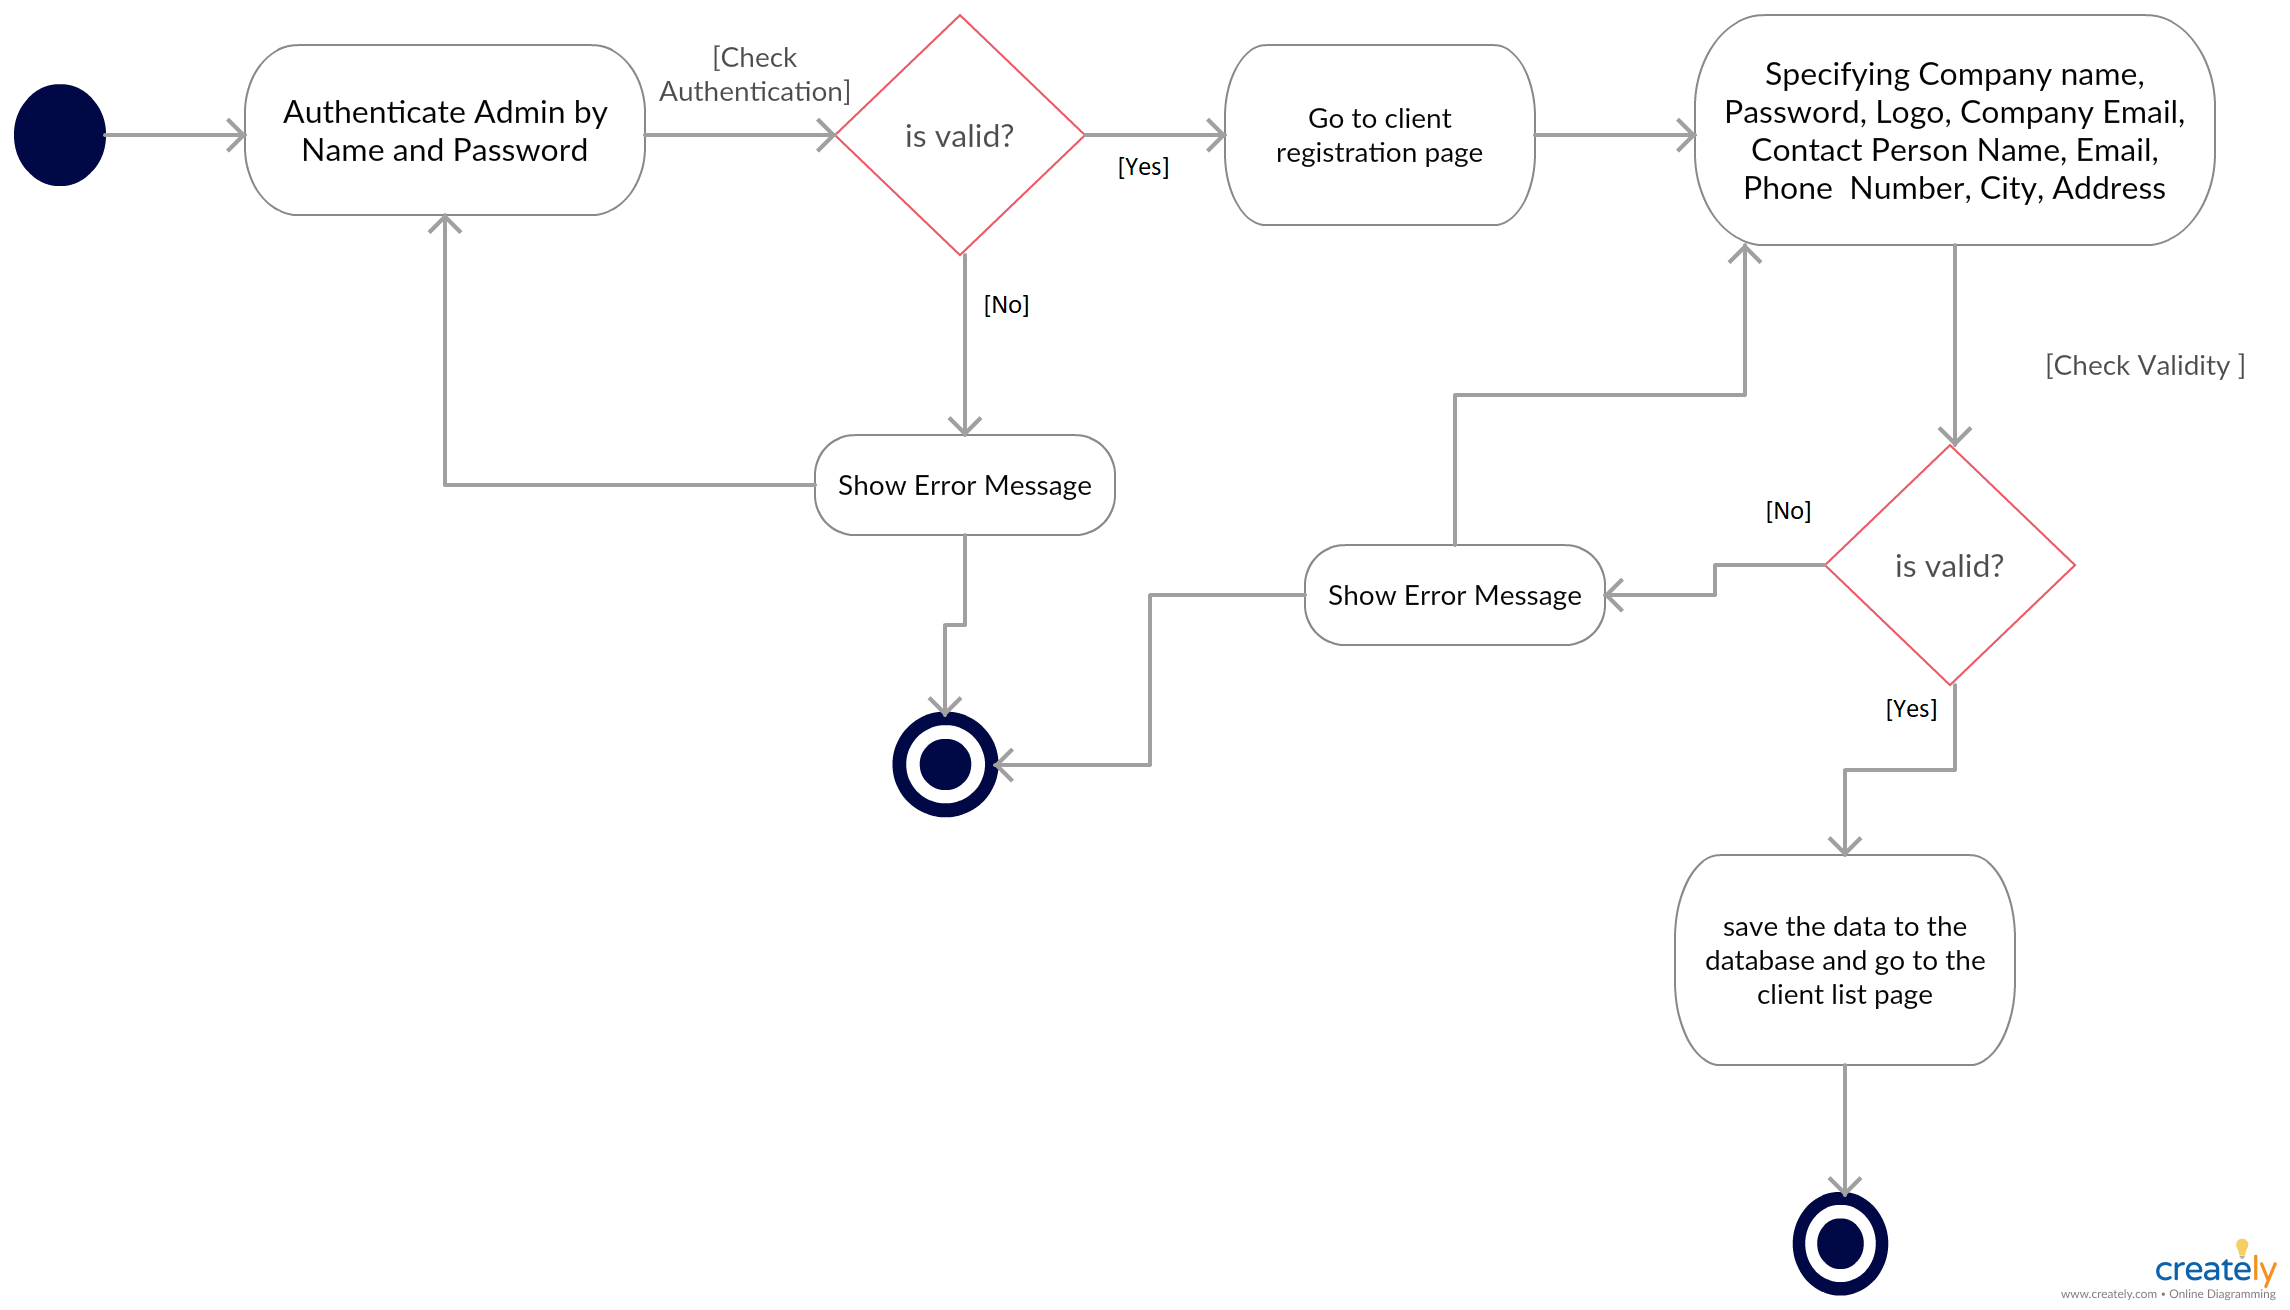 [Check
Authentication]
Authenticate Admin by
Name and Password
is valid?
[Yes]
Go to client
registration page
Specifying Company name,
Password, Logo, Company Email,
Contact Person Name, Email,
Phone  Number, City, Address
[No]
[Check Validity ]
Show Error Message
[No]
is valid?
Show Error Message
[Yes]
save the data to the
database and go to the
client list page
creately
www.creately.com • Online Diagramming